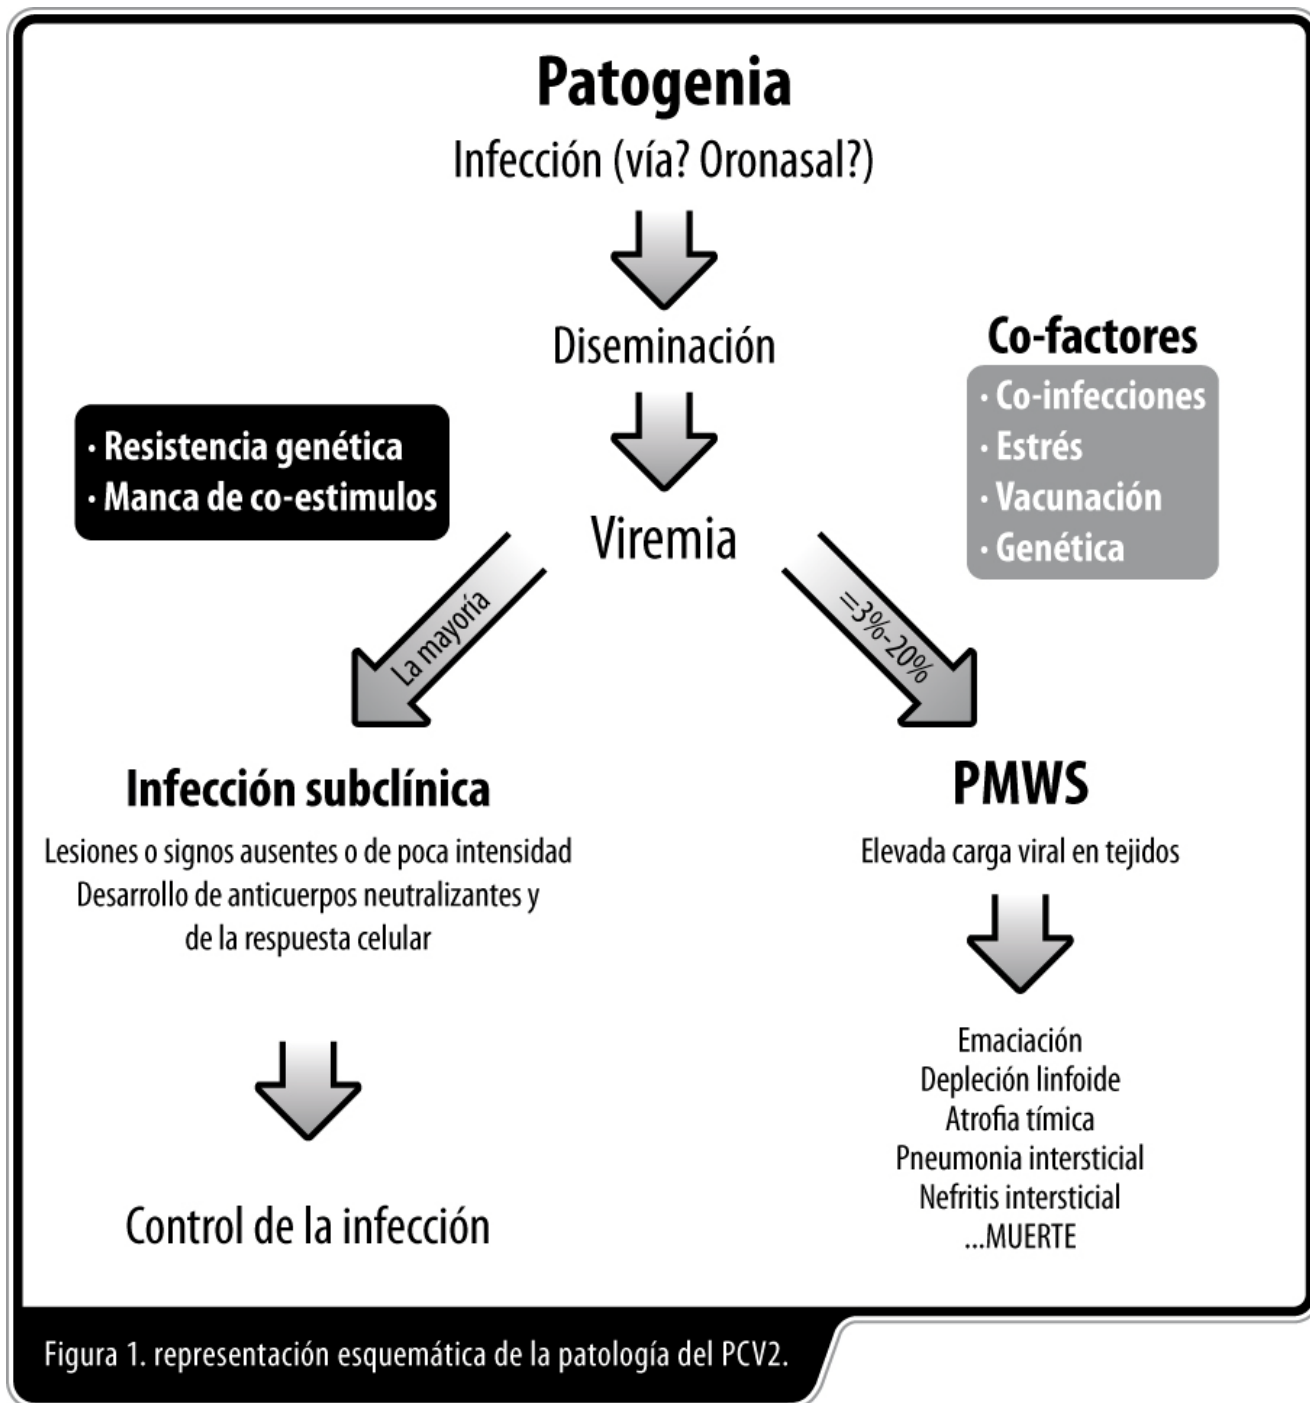 Patogenia
Infección (vía? Oronasal?)
Diseminación
Co-factores
· Co-infecciones
· Estrés
· Vacunación
· Genética
· Resistencia genética
· Manca de co-estimulos
Viremia
La mayoría
=3%-20%
Infección subclínica
Lesiones o signos ausentes o de poca intensidad
Desarrollo de anticuerpos neutralizantes y
de la respuesta celular
Control de la infección
PMWS
Elevada carga viral en tejidos
Emaciación
Depleción linfoide
Atrofia tímica
Pneumonia intersticial
Nefritis intersticial
...MUERTE
Figura 1. representación esquemática de la patología del PCV2.